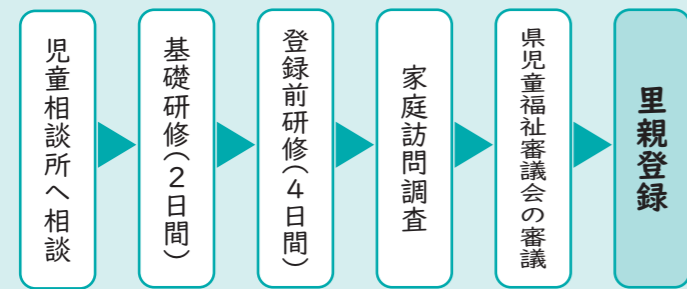 児童相談所へ相談
基礎研修(2日間)
登録前研修(4日間)
家庭訪問調査
県児童福祉審議会の審議
里親登録